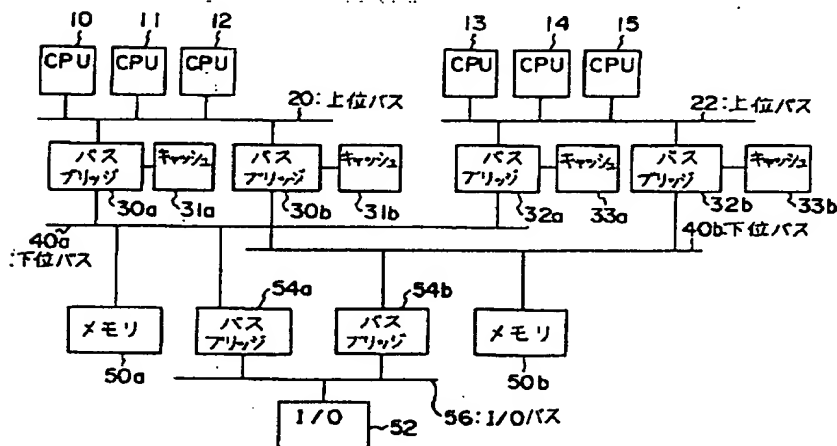 10 11 12 13 14 15
CPU CPU CPU CPU CPU CPU
20:上位バス 22:上位バス
バス
ブリッジ
キャッシュ
バス
ブリッジ
キャッシュ
バス
ブリッジ
キャッシュ
バス
ブリッジ
キャッシュ
30a 31a 30b 31b 32a 33a 32b 33b
40a
:下位バス
40b:下位バス
54a 54b
メモリ
バス
ブリッジ
バス
ブリッジ
メモリ
50a 50b
56:I/Oバス
I/O 52